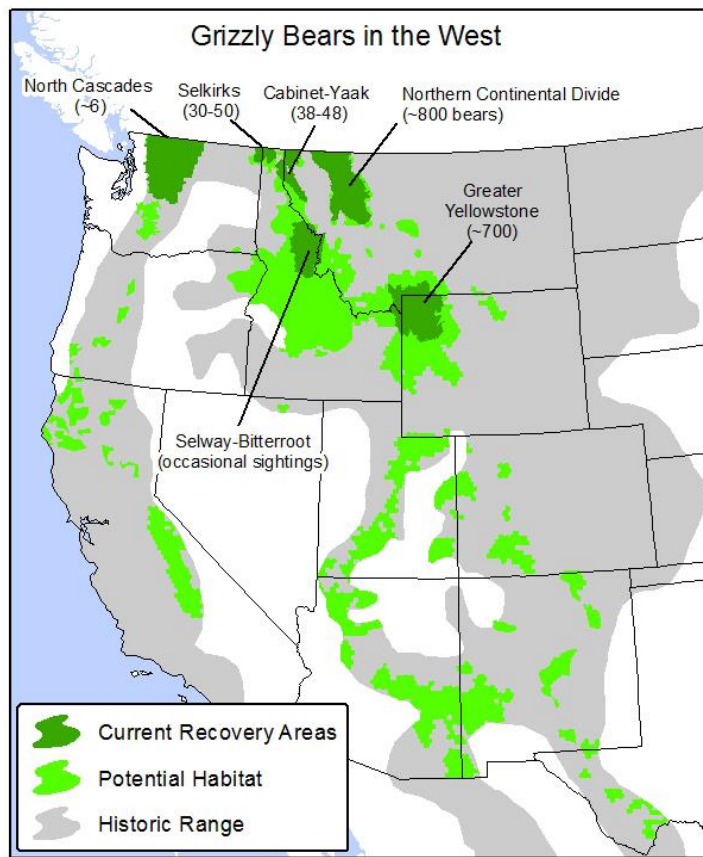 Grizzly Bears in the West
North Cascades
(~6)
Selkirks
(30-50)
Cabinet-Yaak
(38-48)
Northern Continental Divide
(~800 bears)
Greater
Yellowstone
(~700)
Selway-Bitterroot
(occasional sightings)
Current Recovery Areas
Potential Habitat
Historic Range